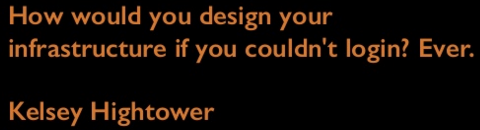 How would you design your
infrastructure if you couldn't login? Ever.
Kelsey Hightower